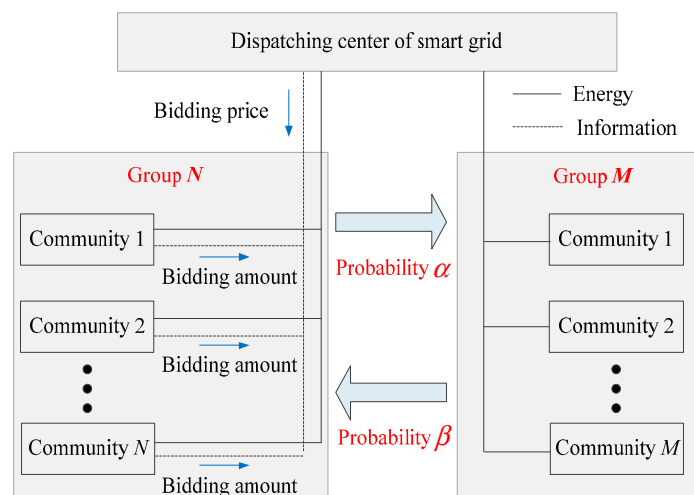 Dispatching center of smart grid
Bidding price
Energy
Information
Group N
Community 1
Bidding amount
Community 2
Bidding amount
Community N
Bidding amount
Probability α
Probability β
Group M
Community 1
Community 2
Community M